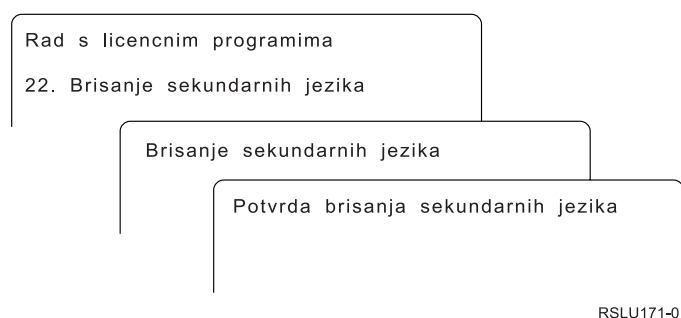 Rad s licencnim programima
22. Brisanje sekundarnih jezika
Brisanje sekundarnih jezika
Potvrda brisanja sekundarnih jezika
RSLU171-0